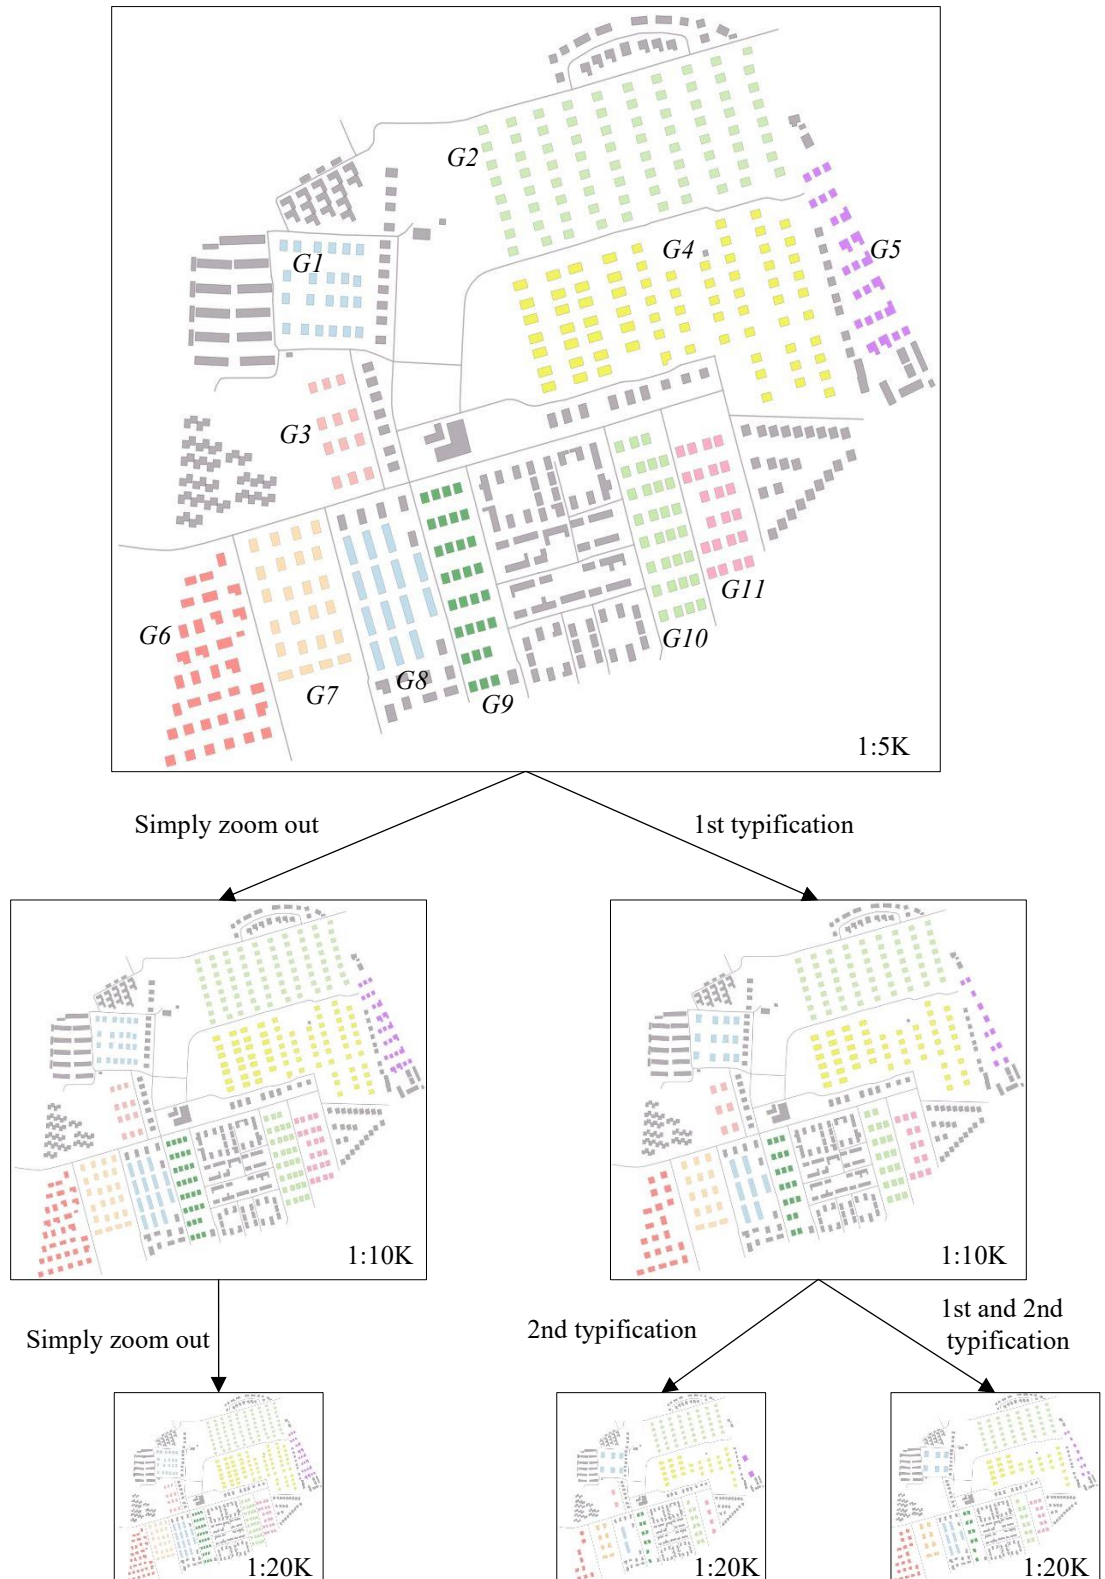 G2
G4
G5
G1
G3
G6
G7
G8
G9
G10
G11
1:5K
Simply zoom out
1st typification
1:10K
1:10K
Simply zoom out
2nd typification
1st and 2nd
typification
1:20K
1:20K
1:20K